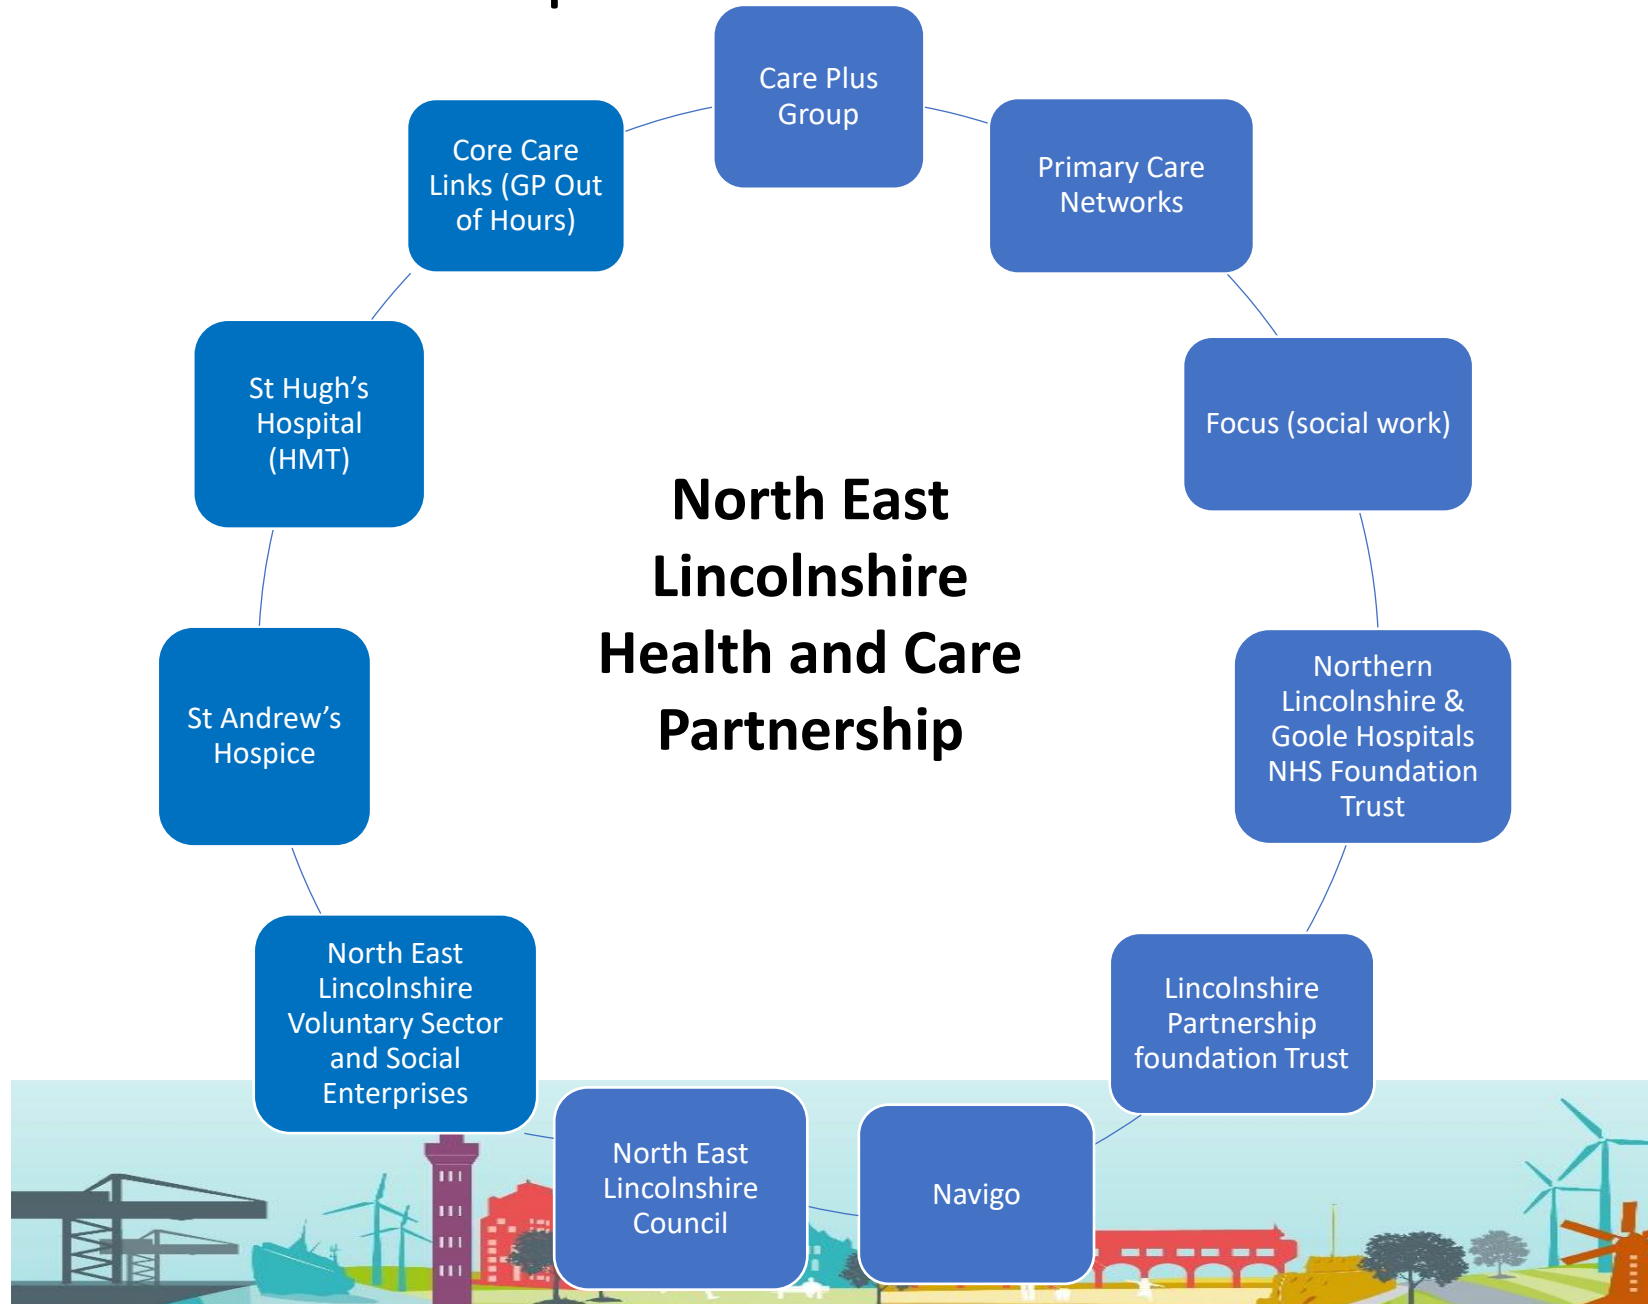 Care Plus
Group
Primary Care
Networks
Focus (social work)
Northern
Lincolnshire &
Goole Hospitals
NHS Foundation
Trust
Lincolnshire
Partnership
foundation Trust
Navigo
North East
Lincolnshire
Council
North East
Lincolnshire
Voluntary Sector
and Social
Enterprises
St Andrew’s
Hospice
St Hugh’s
Hospital
(HMT)
Core Care
Links (GP Out
of Hours)
North East
Lincolnshire
Health and Care
Partnership